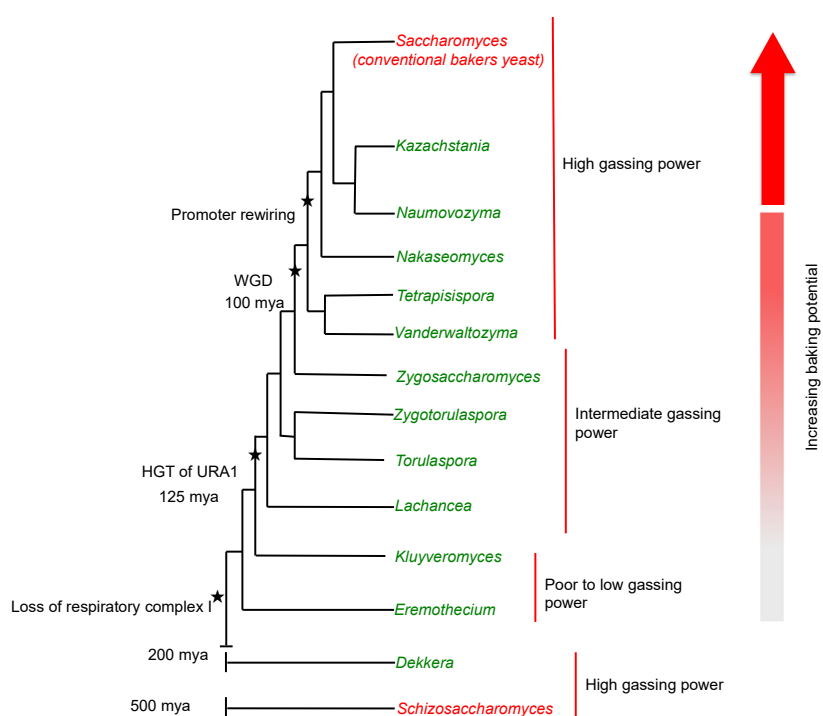 Saccharomyces
(conventional bakers yeast)
Kazachstania
High gassing power
Promoter rewiring
Naumovozyma
Nakaseomyces
WGD
100 mya
Tetrapisispora
Vanderwaltozyma
Increasing baking potential
Zygosaccharomyces
Zygotorulaspora
Intermediate gassing
power
Torulaspora
HGT of URA1
125 mya
Lachancea
Kluyveromyces
Poor to low gassing
power
Loss of respiratory complex I
Eremothecium
200 mya
Dekkera
High gassing power
500 mya
Schizosaccharomyces